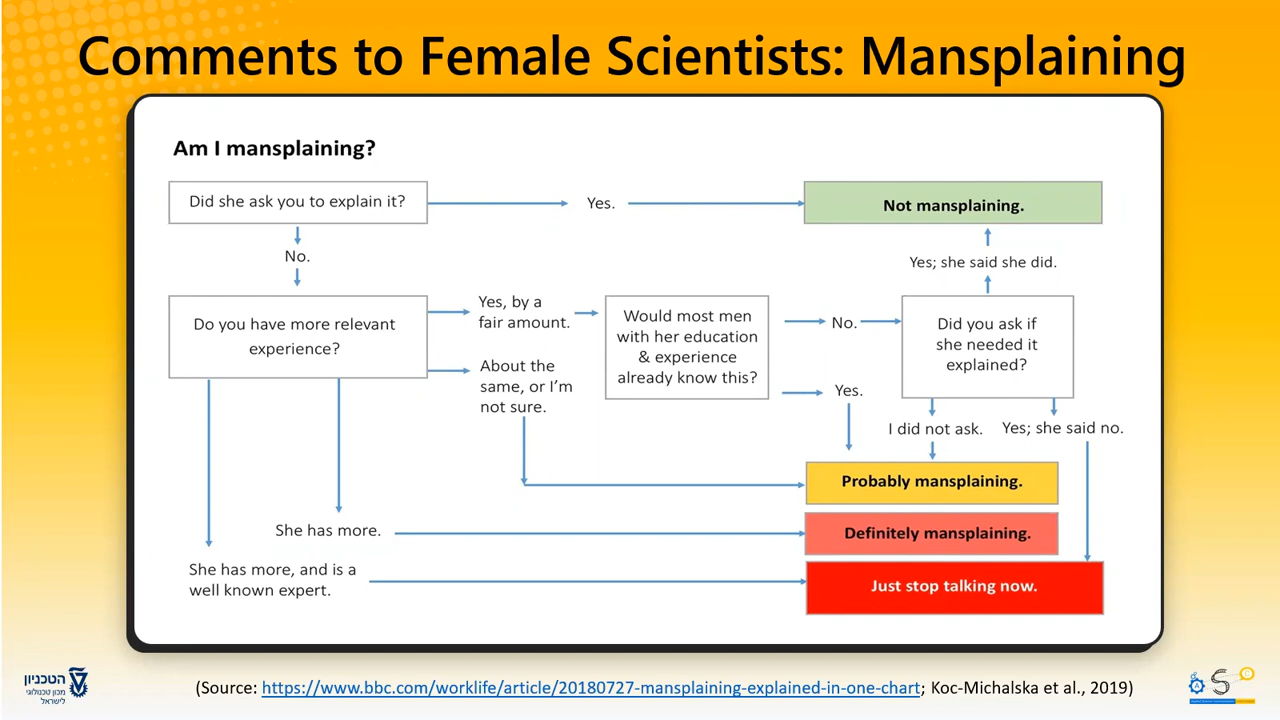 Comments to Female Scientists: Mansplaining
Am I mansplaining?
Did she ask you to explain it?
Yes.
Not mansplaining.
No.
Yes; she said she did.
Do you have more relevant
experience?
Yes, by a
fair amount.
About the
same, or I'm
not sure.
Would most men
with her education
& experience
already know this?
No.
Yes.
Did you ask if
she needed it
explained?
I did not ask.
Yes; she said no.
Probably mansplaining.
She has more.
Definitely mansplaining.
She has more, and is a
well known expert.
Just stop talking now.
הטכניון
מכון טכנולוגי
לישראל
(Source: https://www.bbc.com/worklife/article/20180727-mansplaining-explained-in-one-chart; Koc-Michalska et al., 2019)